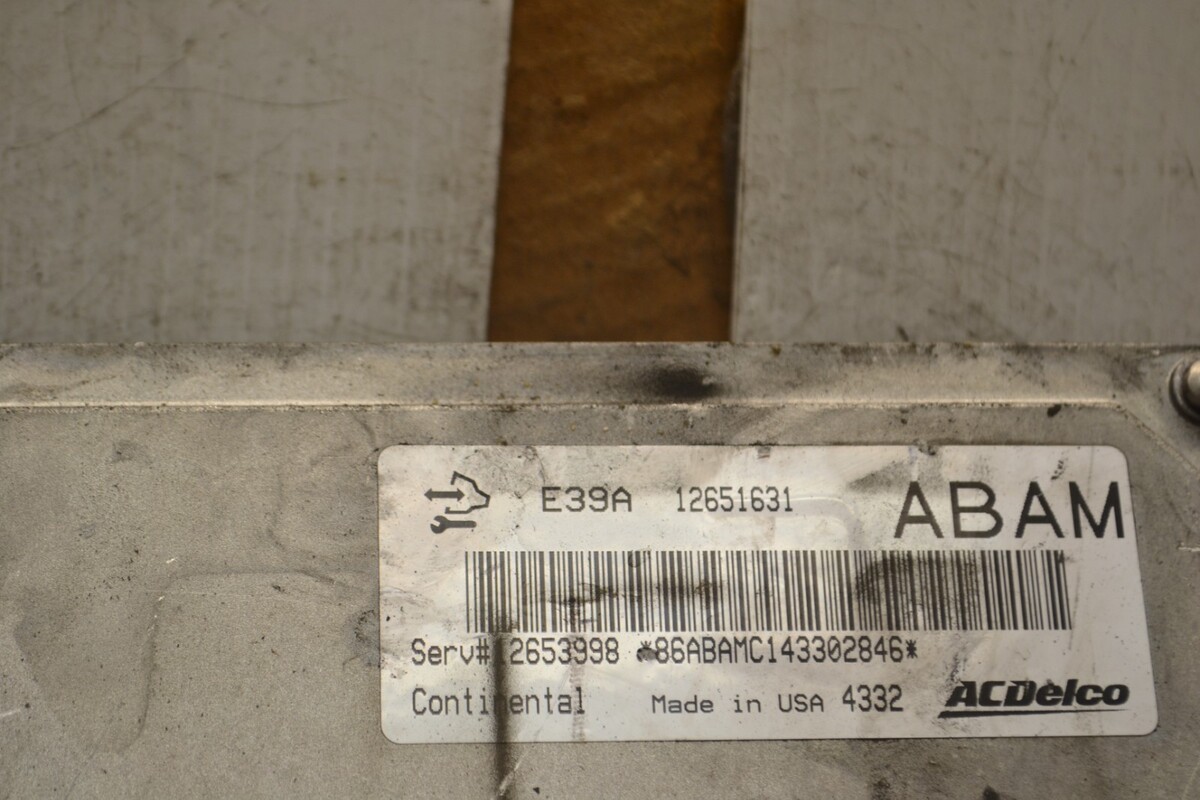 E39A 12651631 ABAM
Serv# 12653998 *86ABAMC143302846*
Continental Made in USA 4332 ACDelco